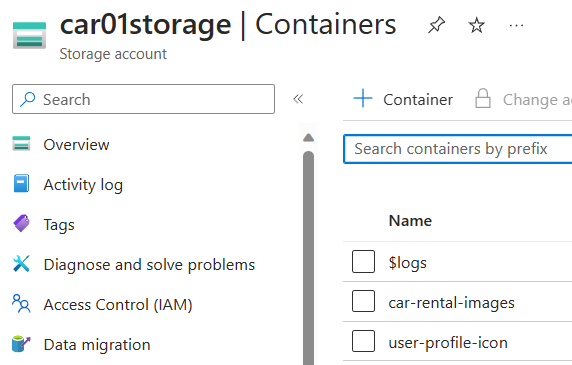 car01storage | Containers
Storage account
Search
Container
Change a
Search containers by prefix
Overview
Activity log
Tags
Diagnose and solve problems
Access Control (IAM)
Data migration
Name
$logs
car-rental-images
user-profile-icon